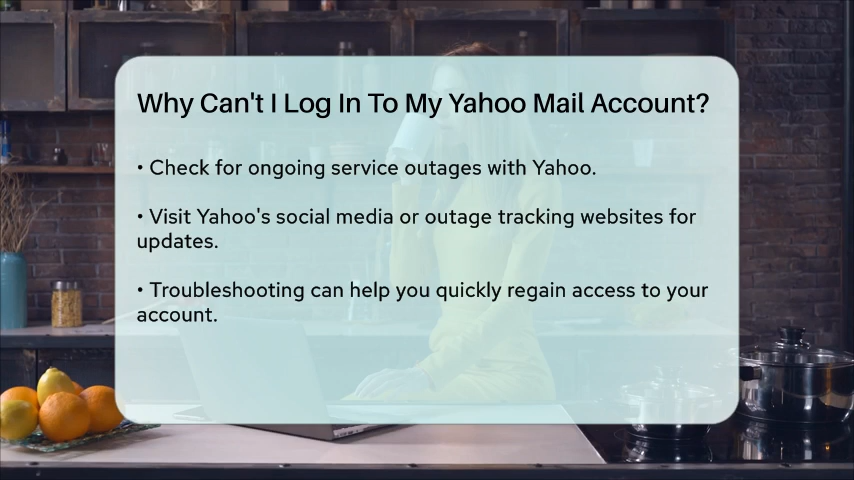 Why Can't I Log In To My Yahoo Mail Account?
• Check for ongoing service outages with Yahoo.
• Visit Yahoo's social media or outage tracking websites for
updates.
• Troubleshooting can help you quickly regain access to your
account.